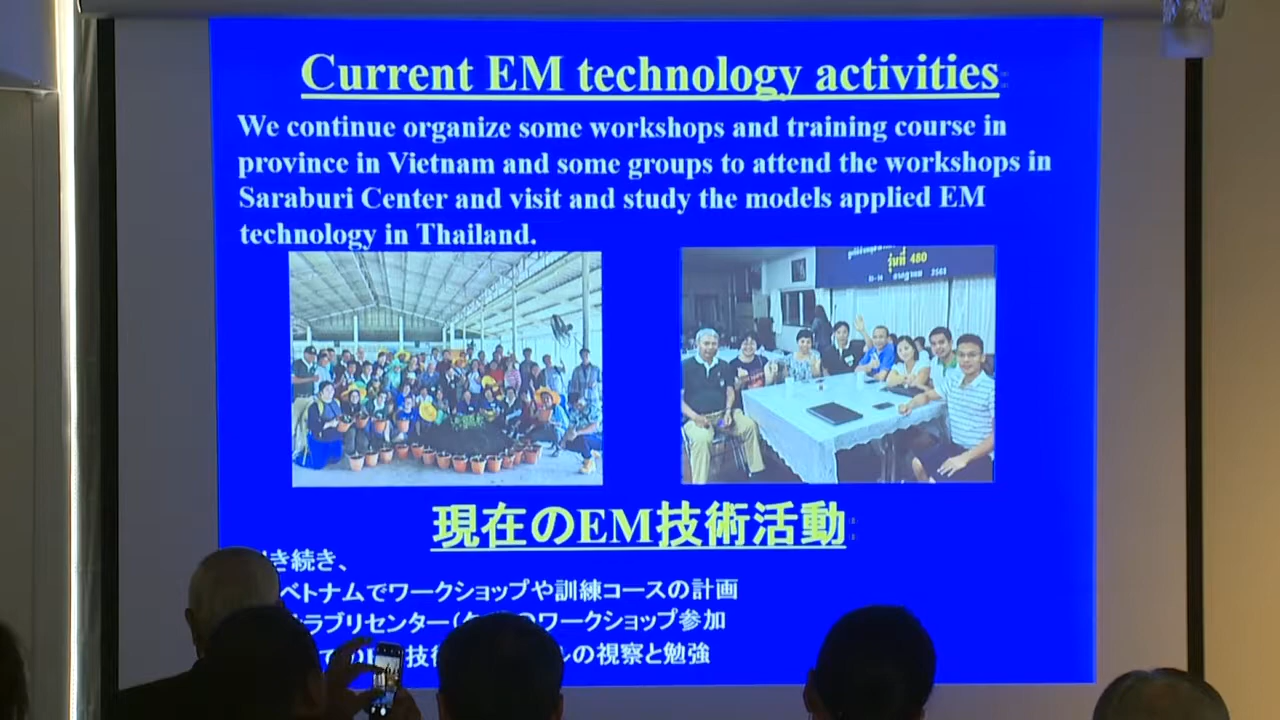 Current EM technology activities
We continue organize some workshops and training course in
province in Vietnam and some groups to attend the workshops in
Saraburi Center and visit and study the models applied EM
technology in Thailand.
รุ่นที่ 480
現在のEM技術活動
き続き、
ベトナムでワークショップや訓練コースの計画
ラブリセンター( のワークショップ参加
での 技 ルの視察と勉強